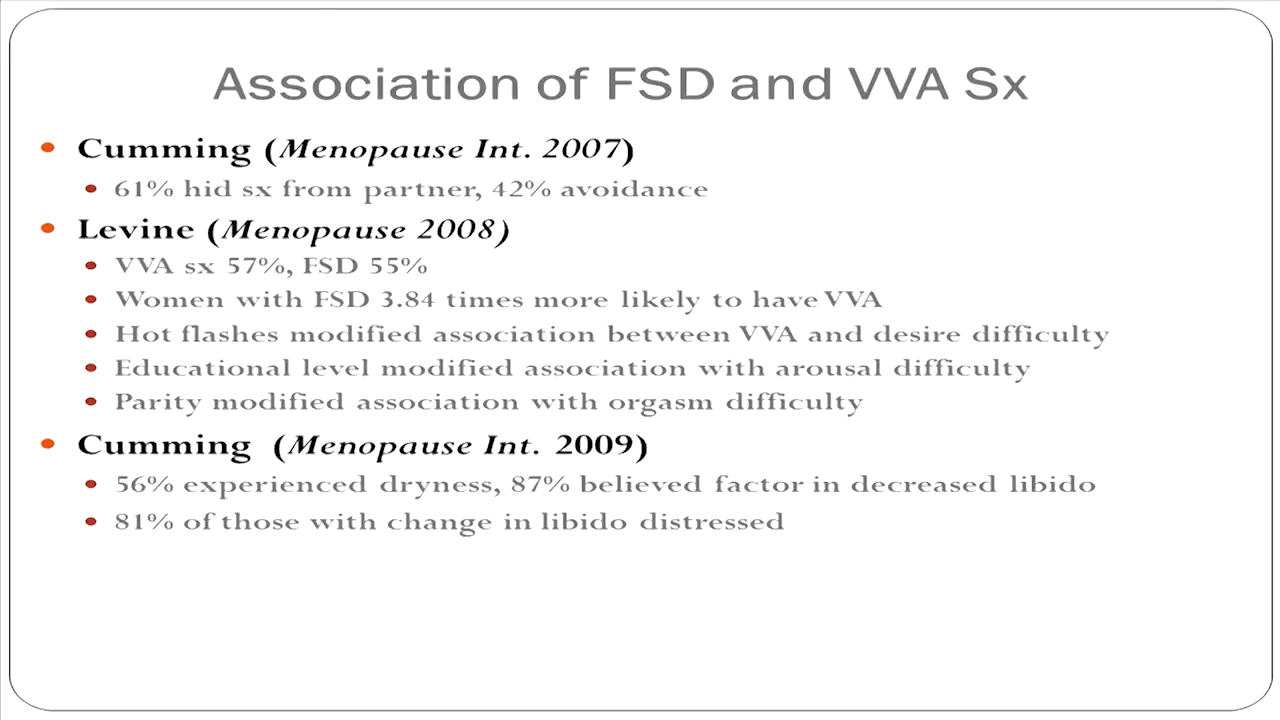 Association of FSD and VVA Sx
• Cumming (Menopause Int. 2007)
• 61% hid sx from partner, 42% avoidance
• Levine (Menopause 2008)
• VVA sx 57%, FSD 55%
• Women with FSD 3.84 times more likely to have VVA
• Hot flashes modified association between VVA and desire difficulty
• Educational level modified association with arousal difficulty
• Parity modified association with orgasm difficulty
• Cumming (Menopause Int. 2009)
• 56% experienced dryness, 87% believed factor in decreased libido
• 81% of those with change in libido distressed